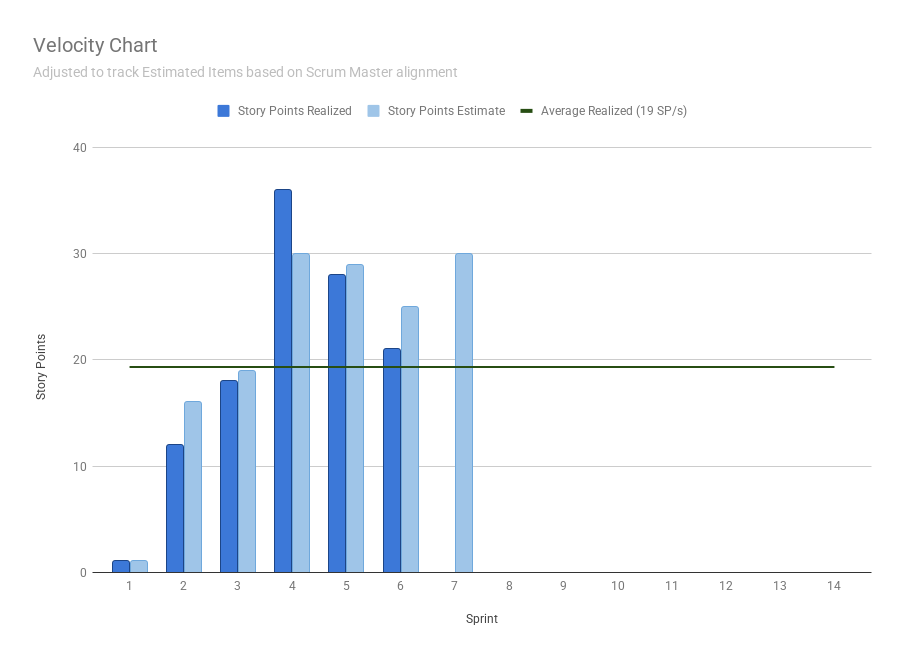 Velocity Chart
Adjusted to track Estimated Items based on Scrum Master alignment
Story Points Realized Story Points Estimate Average Realized (19 SP/s)
40
30
20
10
0
Story Points
1 2 3 4 5 6 7 8 9 10 11 12 13 14
Sprint